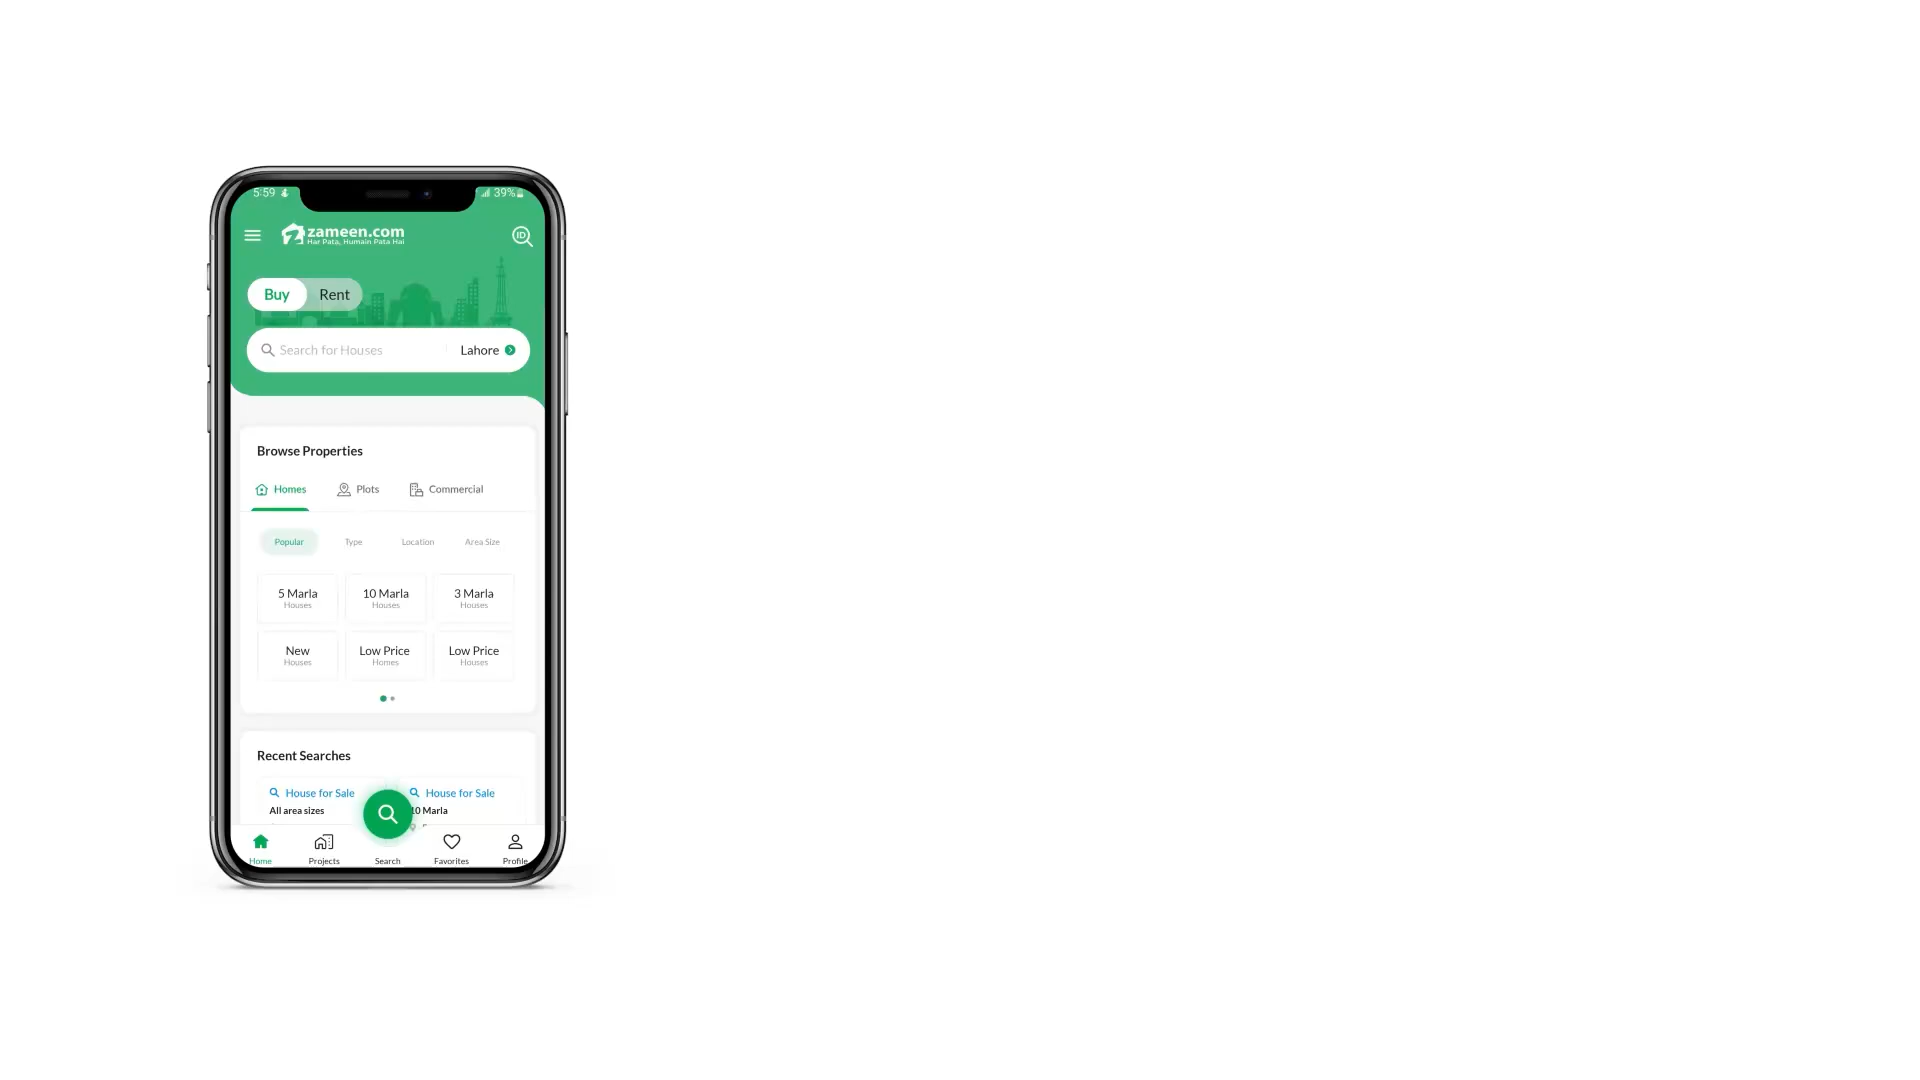 5:59
39%
zameen.com
Har Pata, Humain Pata Hai
ID
Buy Rent
Search for Houses Lahore
Browse Properties
Homes Plots Commercial
Popular Type Location Area Size
5 Marla 10 Marla 3 Marla
Houses Houses Houses
New Low Price Low Price
Houses Homes Houses
Recent Searches
House for Sale House for Sale
All area sizes 10 Marla
Home Projects Search Favorites Profile